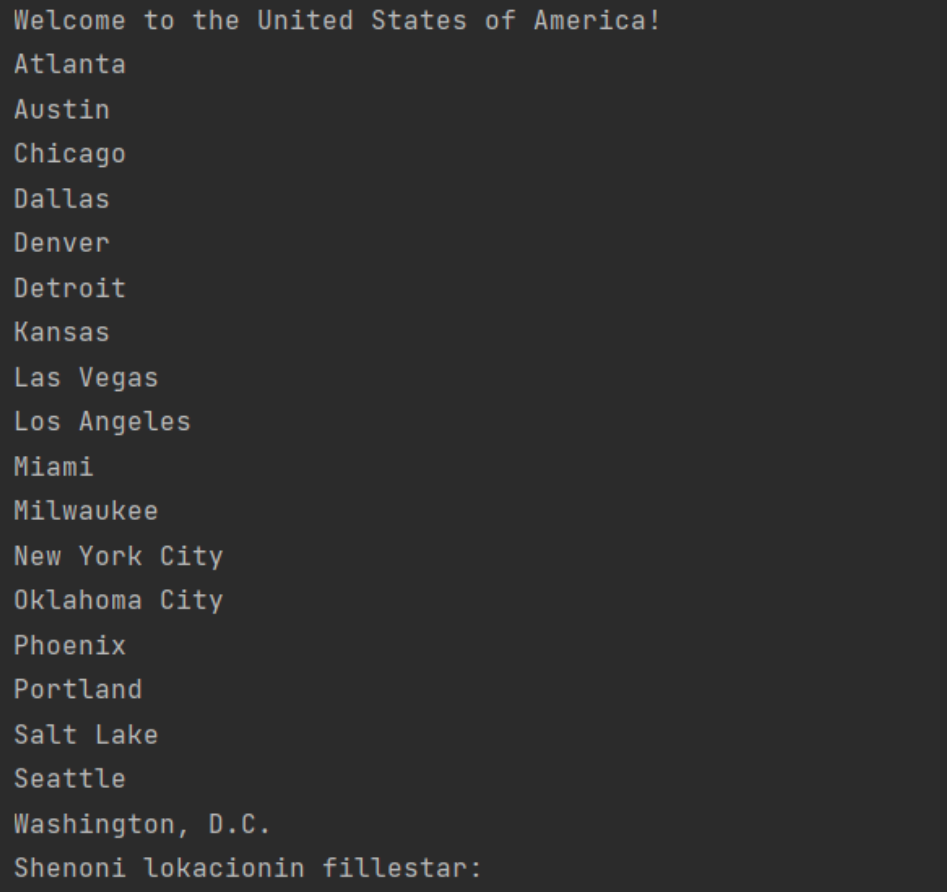 Welcome to the United States of America!
Atlanta
Austin
Chicago
Dallas
Denver
Detroit
Kansas
Las Vegas
Los Angeles
Miami
Milwaukee
New York City
Oklahoma City
Phoenix
Portland
Salt Lake
Seattle
Washington, D.C.
Shenoni lokacionin fillestar: